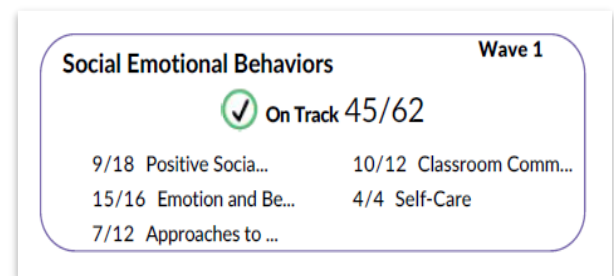 Social Emotional Behaviors
Wave 1
On Track 45/62
9/18 Positive Socia...
10/12 Classroom Comm...
15/16 Emotion and Be...
4/4 Self-Care
7/12 Approaches to ...